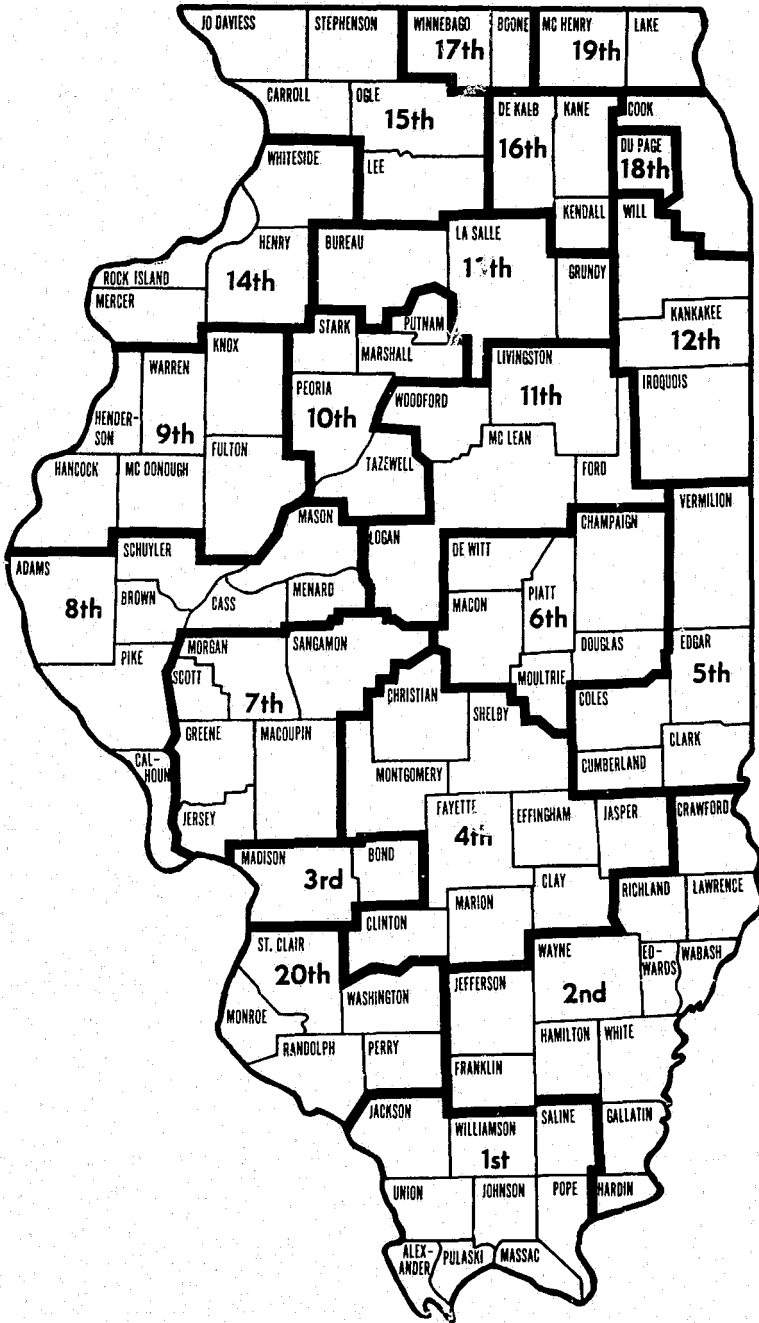 JO DAVIESS STEPHENSON WINNEBAGO BOONE MC HENRY LAKE
17th 19th
CARROLL OGLE DE KALB KANE COOK
15th 16th
DU PAGE
18th
WHITESIDE LEE
KENDALL WILL
HENRY BUREAU LA SALLE
ROCK ISLAND 14th GRUNDY
MERCER
KANKAKEE
12th
STARK PUTNAM
KNOX MARSHALL
WARREN LIVINGSTON
PEORIA WOODFORD 11th IROQUOIS
HENDER-
SON
9th 10th
FULTON MC LEAN
HANCOCK MC DONOUGH TAZEWELL FORD
VERMILION
MASON CHAMPAIGN
LOGAN
SCHUYLER DE WITT
ADAMS
BROWN CASS MENARD PIATT
8th MACON 6th
PIKE MORGAN SANGAMON DOUGLAS EDGAR
SCOTT MOULTRIE 5th
7th CHRISTIAN COLES
SHELBY
GREENE MACOUPIN CLARK
CAL-
HOUN
MONTGOMERY CUMBERLAND
JERSEY FAYETTE EFFINGHAM JASPER CRAWFORD
4th
MADISON BOND
3rd CLAY RICHLAND LAWRENCE
MARION
CLINTON
ST. CLAIR WAYNE ED-
WARDS
WABASH
20th JEFFERSON
WASHINGTON 2nd
MONROE
RANDOLPH PERRY HAMILTON WHITE
FRANKLIN
JACKSON SALINE GALLATIN
WILLIAMSON
1st
UNION JOHNSON POPE HARDIN
ALEX-
ANDER
PULASKI MASSAC